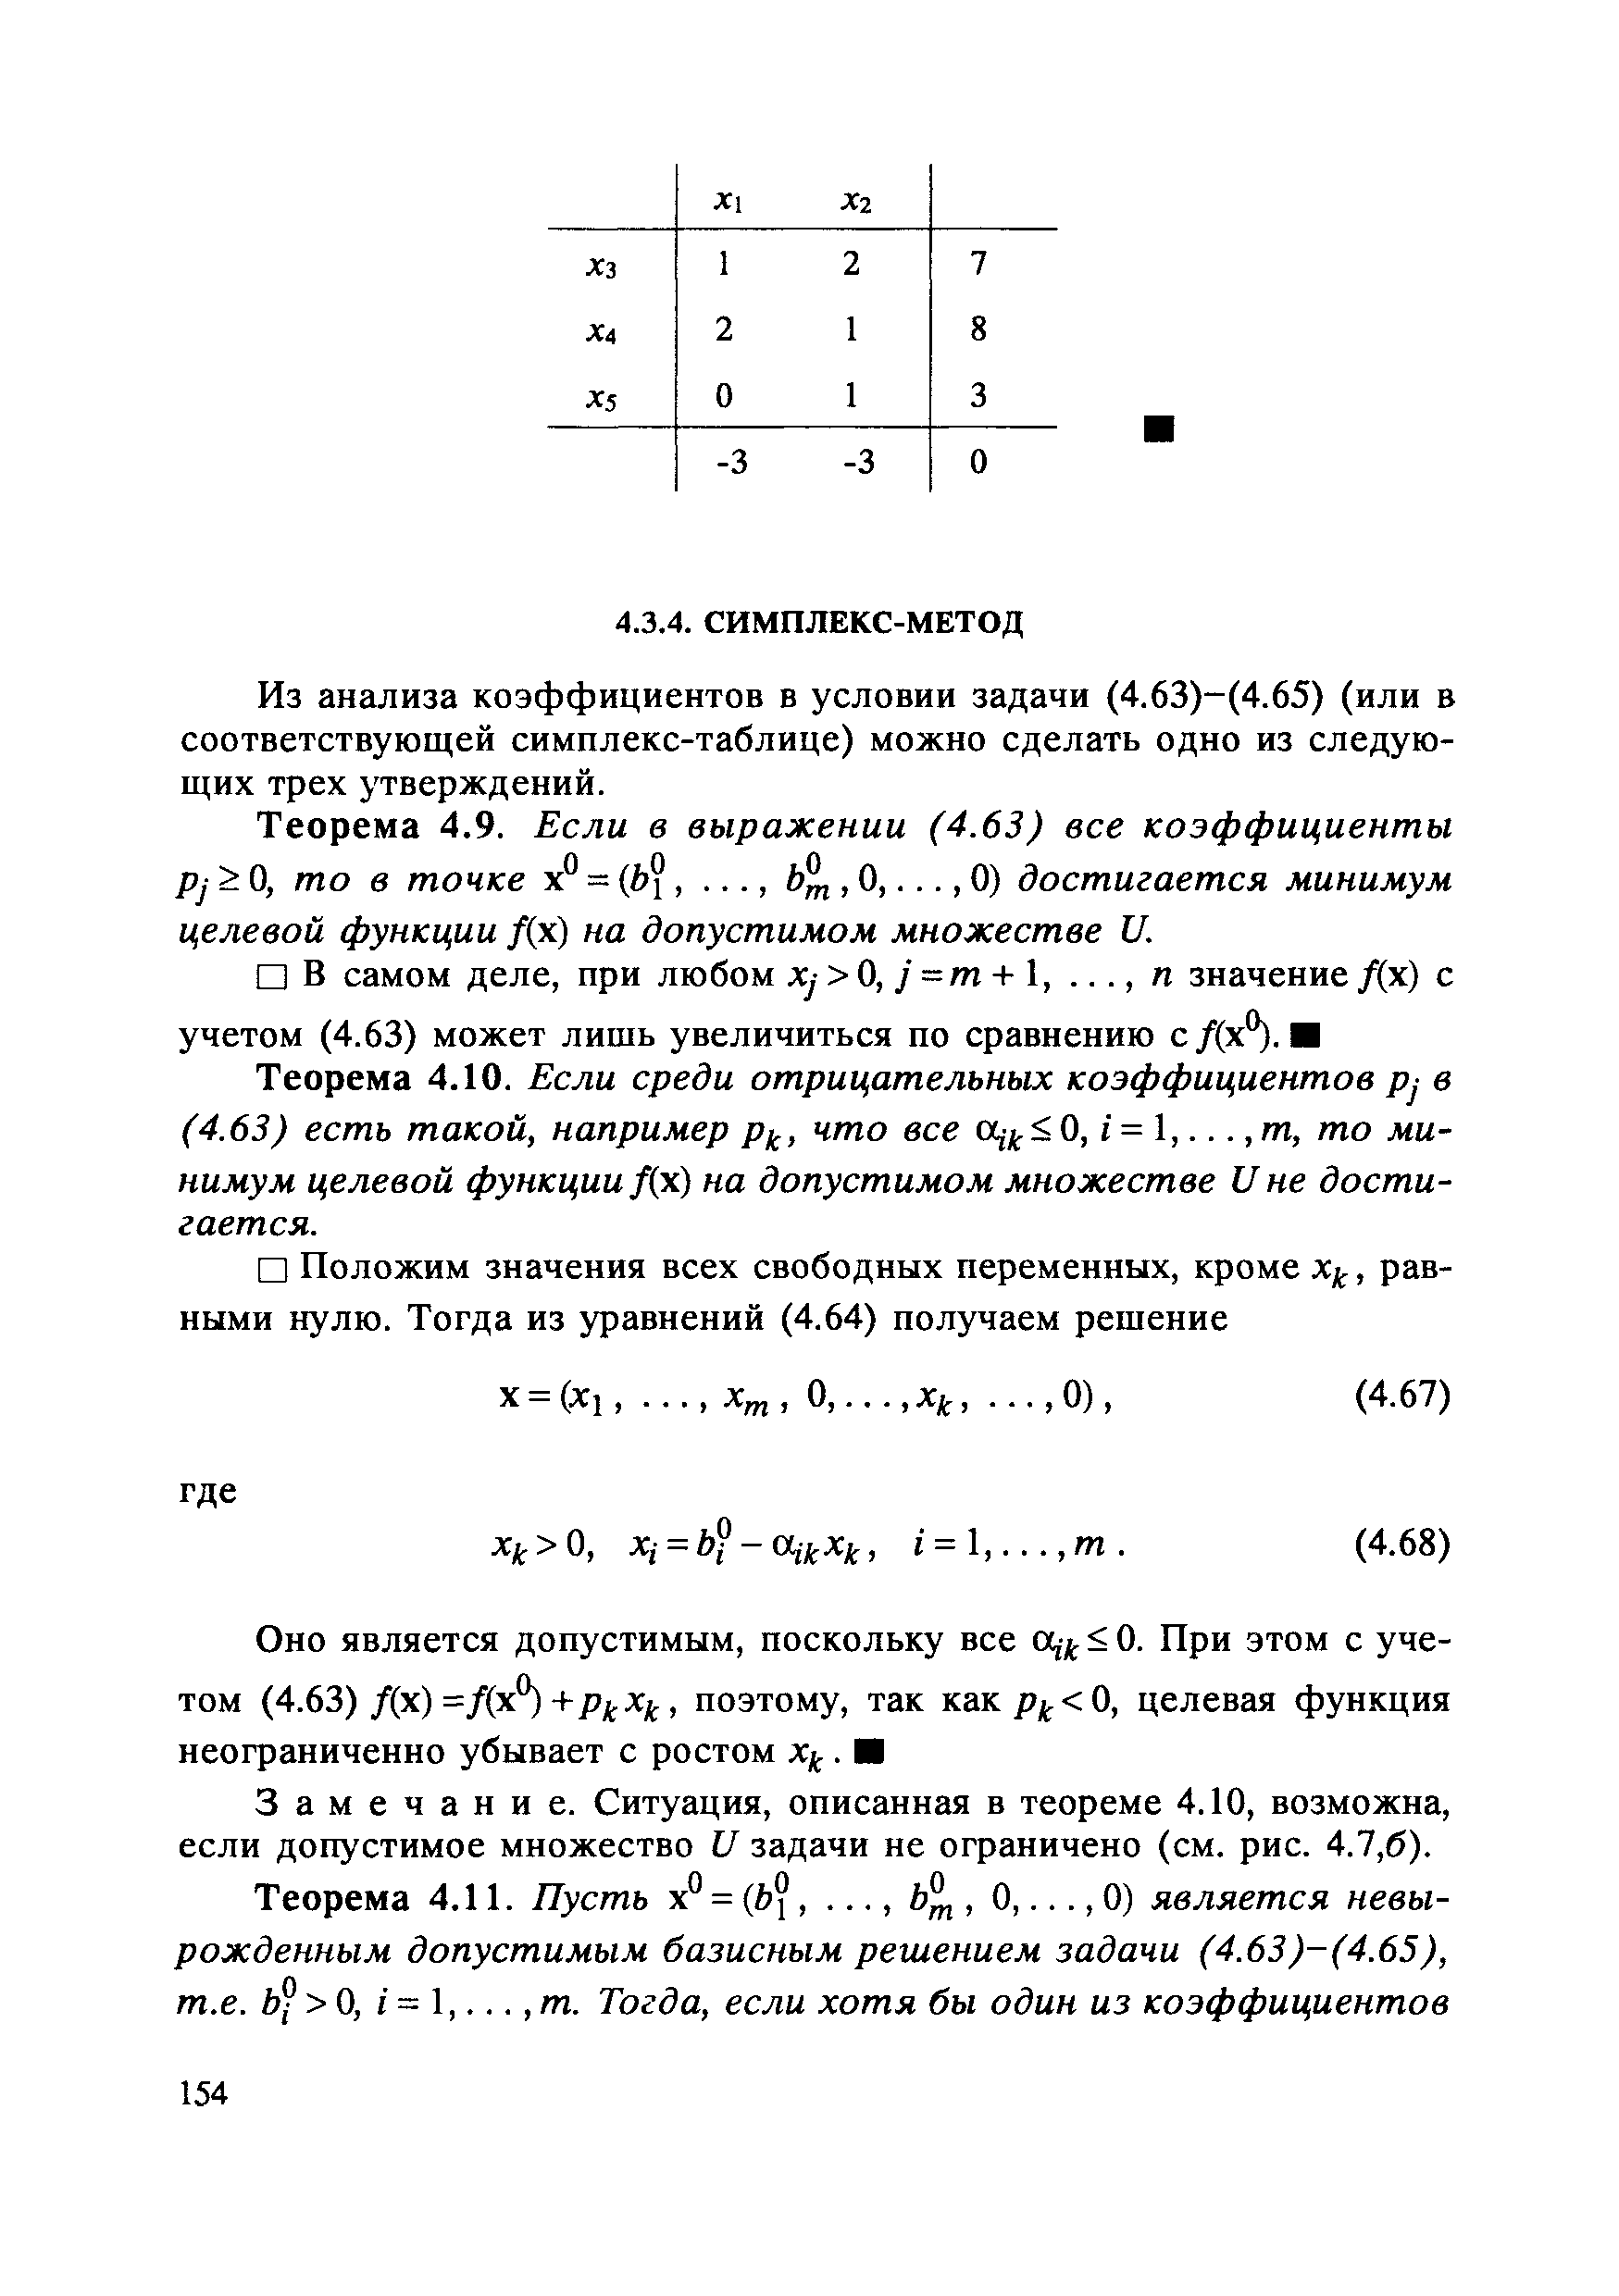 x₁ x₂
x₃ 1 2 7
x₄ 2 1 8
x₅ 0 1 3
-3 -3 0
4.3.4. СИМПЛЕКС-МЕТОД
Из анализа коэффициентов в условии задачи (4.63)–(4.65) (или в
соответствующей симплекс-таблице) можно сделать одно из следую-
щих трех утверждений.
Теорема 4.9. Если в выражении (4.63) все коэффициенты
pⱼ ≥ 0, то в точке x⁰ = (b₁⁰, ..., bₘ⁰, 0,...,0) достигается минимум
целевой функции f(x) на допустимом множестве U.
□ В самом деле, при любом xⱼ > 0, j = m + 1, ..., n значение f(x) с
учетом (4.63) может лишь увеличиться по сравнению с f(x⁰). ■
Теорема 4.10. Если среди отрицательных коэффициентов pⱼ в
(4.63) есть такой, например pₖ, что все αᵢₖ ≤ 0, i = 1,...,m, то ми-
нимум целевой функции f(x) на допустимом множестве U не дости-
гается.
□ Положим значения всех свободных переменных, кроме xₖ, рав-
ными нулю. Тогда из уравнений (4.64) получаем решение
x = (x₁, ..., xₘ, 0,...,xₖ, ...,0), (4.67)
где
xₖ > 0, xᵢ = bᵢ⁰ − αᵢₖxₖ, i = 1,...,m. (4.68)
Оно является допустимым, поскольку все αᵢₖ ≤ 0. При этом с уче-
том (4.63) f(x) = f(x⁰) + pₖxₖ, поэтому, так как pₖ < 0, целевая функция
неограниченно убывает с ростом xₖ. ■
Замечание. Ситуация, описанная в теореме 4.10, возможна,
если допустимое множество U задачи не ограничено (см. рис. 4.7,б).
Теорема 4.11. Пусть x⁰ = (b₁⁰, ..., bₘ⁰, 0,...,0) является невы-
рожденным допустимым базисным решением задачи (4.63)–(4.65),
т.е. bᵢ⁰ > 0, i = 1,...,m. Тогда, если хотя бы один из коэффициентов
154